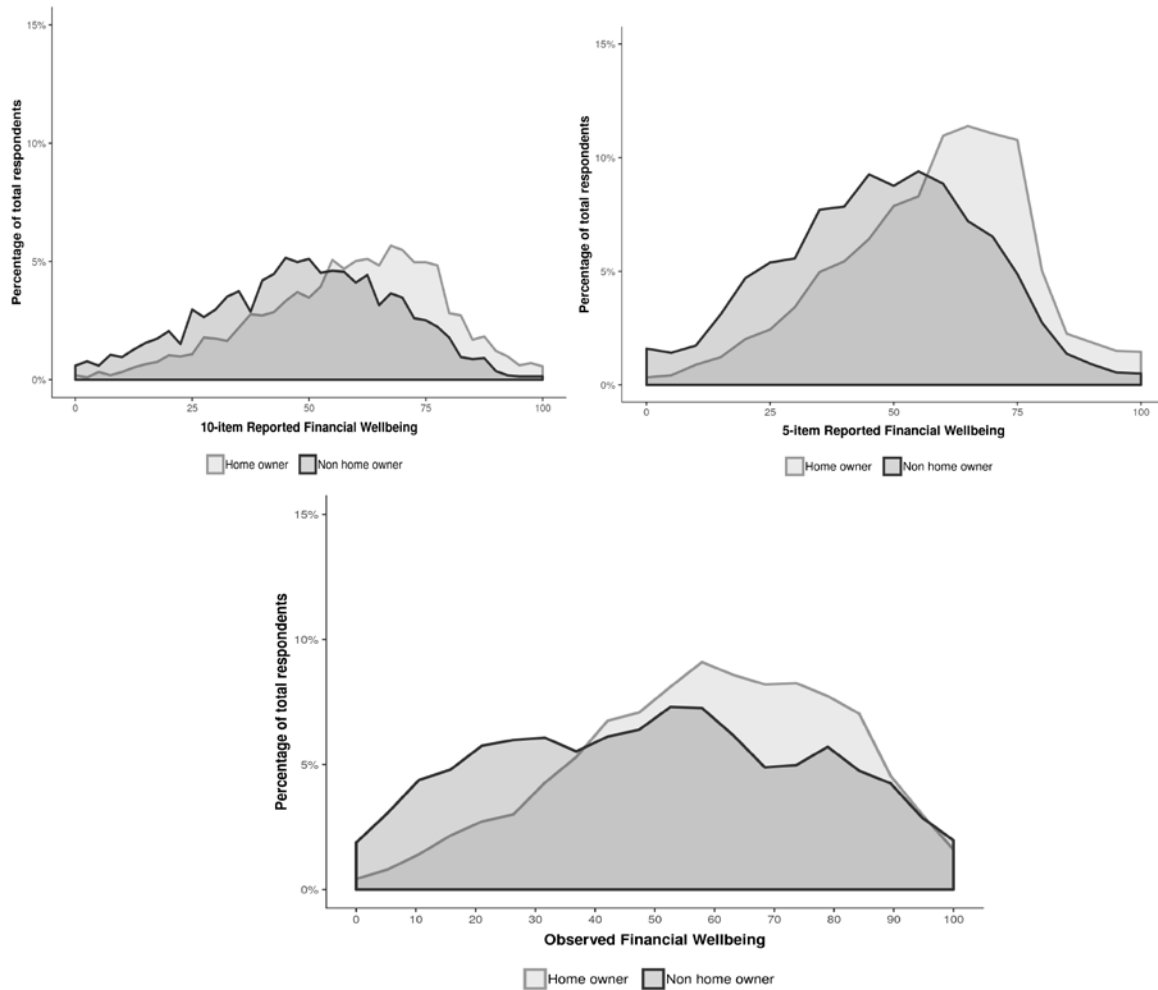 15%
10%
5%
0%
Percentage of total respondents
0 25 50 75 100
10-item Reported Financial Wellbeing
Home owner Non home owner
15%
10%
5%
0%
Percentage of total respondents
0 25 50 75 100
5-item Reported Financial Wellbeing
Home owner Non home owner
15%
10%
5%
0%
Percentage of total respondents
0 10 20 30 40 50 60 70 80 90 100
Observed Financial Wellbeing
Home owner Non home owner